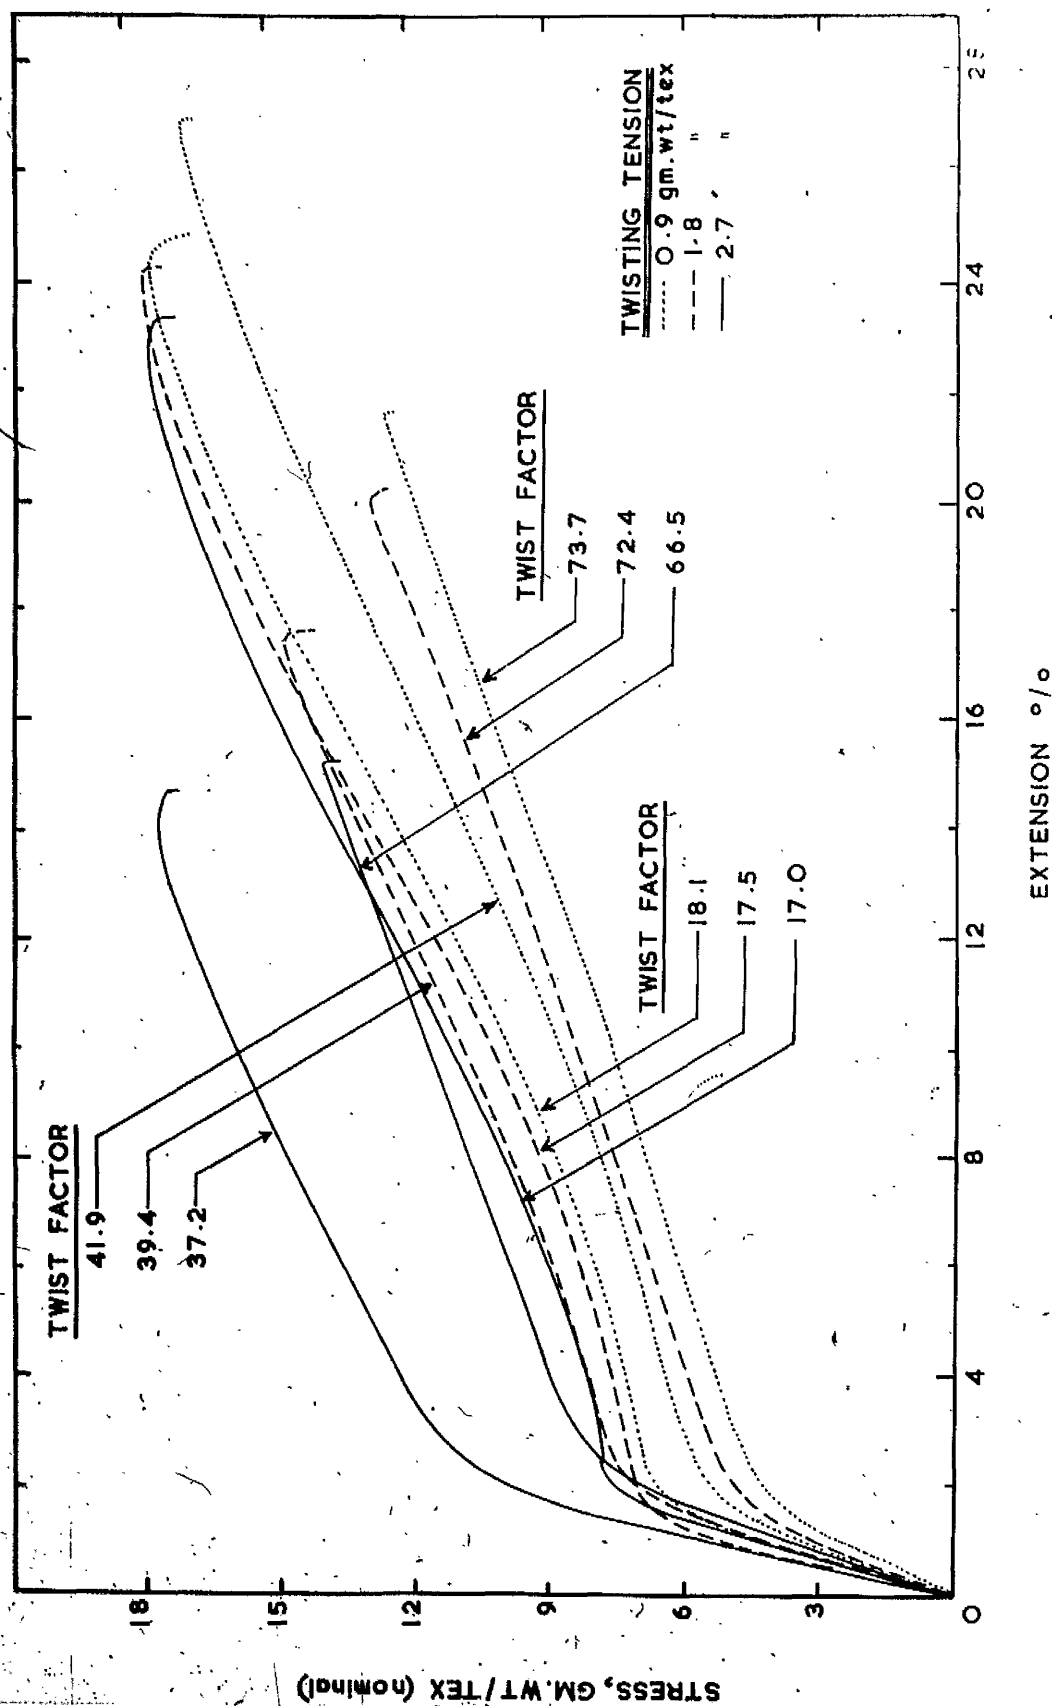 STRESS, GM.WT/TEX (nominal)
18
15
12
9
6
3
0
4
8
12
16
20
24
EXTENSION %
TWIST FACTOR
41.9
39.4
37.2
TWIST FACTOR
18.1
17.5
17.0
TWIST FACTOR
73.7
72.4
66.5
TWISTING TENSION
0.9 gm.wt/tex
1.8 " 
2.7 " "